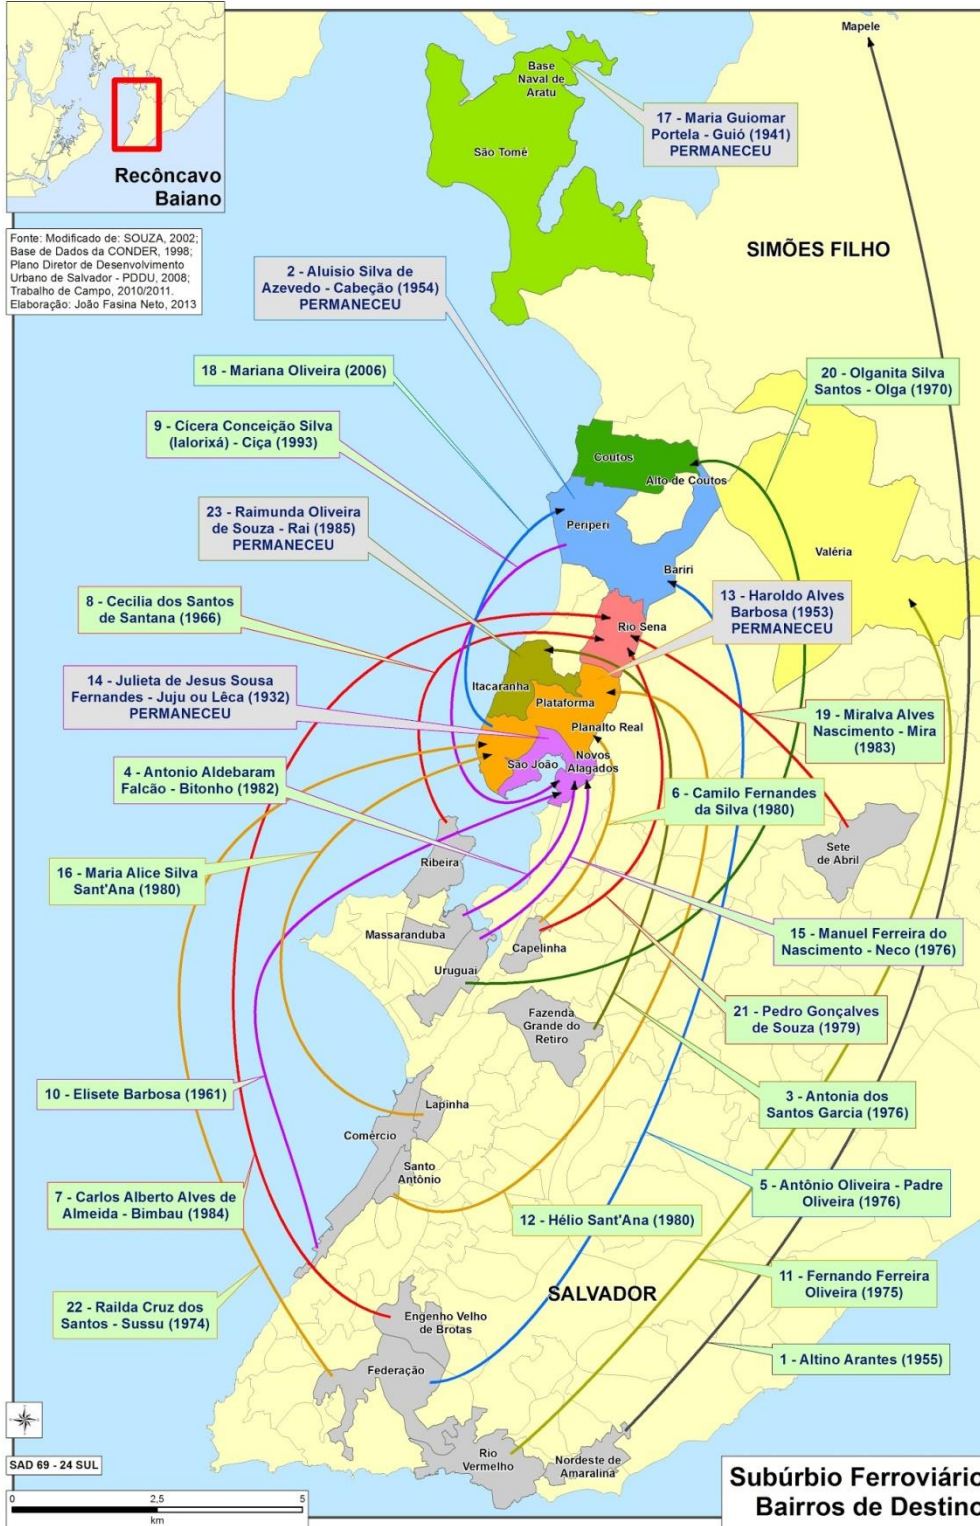 Mapele
Base
Naval de
Aratu
São Tomé
17 - Maria Guiomar
Portela - Guió (1941)
PERMANECEU
Recôncavo
Baiano
Fonte: Modificado de: SOUZA, 2002;
Base de Dados da CONDER, 1998;
Plano Diretor de Desenvolvimento
Urbano de Salvador - PDDU, 2008;
Trabalho de Campo, 2010/2011.
Elaboração: João Fasina Neto, 2013
SIMÕES FILHO
2 - Aluisio Silva de
Azevedo - Cabeção (1954)
PERMANECEU
18 - Mariana Oliveira (2006)
20 - Olganita Silva
Santos - Olga (1970)
9 - Cícera Conceição Silva
(Ialorixá) - Ciça (1993)
Coutos
Alto de Coutos
23 - Raimunda Oliveira
de Souza - Rai (1985)
PERMANECEU
Periperi
Valéria
Bariri
8 - Cecilia dos Santos
de Santana (1966)
13 - Haroldo Alves
Barbosa (1953)
PERMANECEU
Rio Sena
14 - Julieta de Jesus Sousa
Fernandes - Juju ou Lêca (1932)
PERMANECEU
Itacaranha
Plataforma
Planalto Real
19 - Miralva Alves
Nascimento - Mira
(1983)
São João
Novos
Alagados
4 - Antonio Aldebaram
Falcão - Bitonho (1982)
6 - Camilo Fernandes
da Silva (1980)
Sete
de Abril
Ribeira
16 - Maria Alice Silva
Sant'Ana (1980)
Massaranduba
Capelinha
15 - Manuel Ferreira do
Nascimento - Neco (1976)
Uruguai
21 - Pedro Gonçalves
de Souza (1979)
Fazenda
Grande do
Retiro
10 - Elisete Barbosa (1961)
Lapinha
3 - Antonia dos
Santos Garcia (1976)
Comércio
Santo
Antônio
7 - Carlos Alberto Alves de
Almeida - Bimbau (1984)
5 - Antônio Oliveira - Padre
Oliveira (1976)
12 - Hélio Sant'Ana (1980)
11 - Fernando Ferreira
Oliveira (1975)
SALVADOR
22 - Railda Cruz dos
Santos - Sussu (1974)
Engenho Velho
de Brotas
1 - Altino Arantes (1955)
Federação
Rio
Vermelho
Nordeste de
Amaralina
SAD 69 - 24 SUL
0 2,5 5
km
Subúrbio Ferroviário
Bairros de Destino